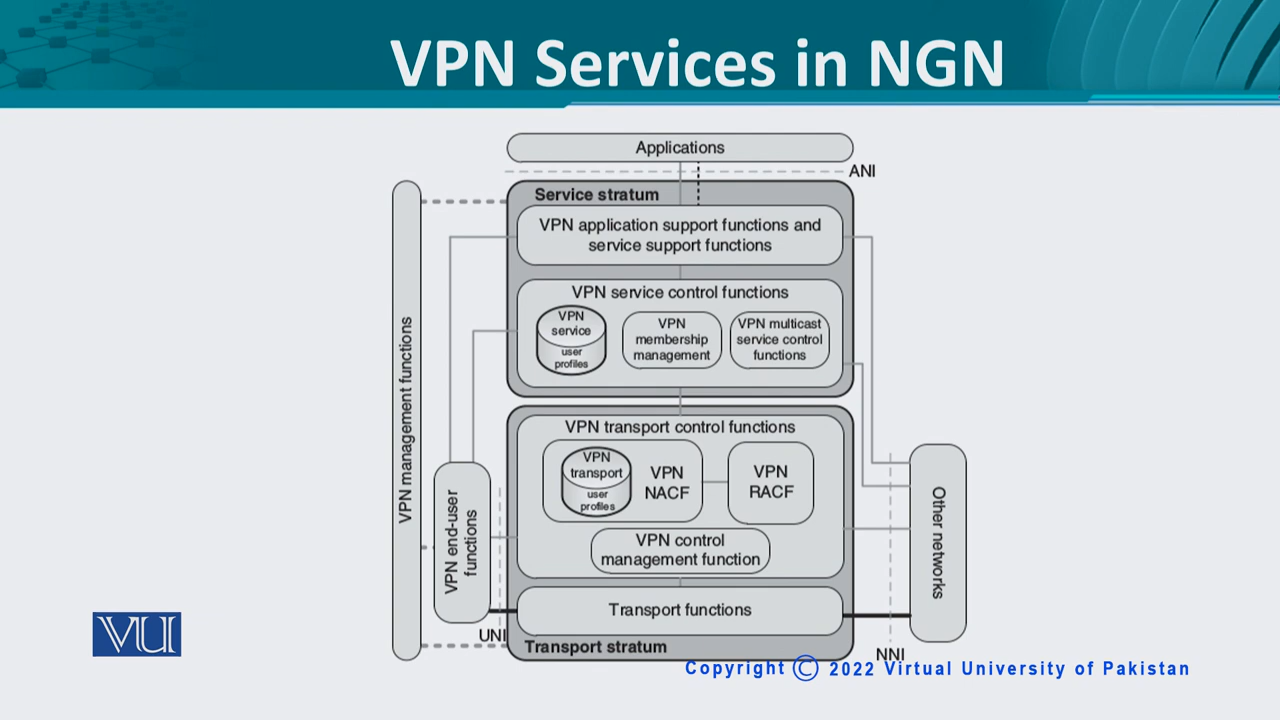 VPN Services in NGN
Applications
ANI
Service stratum
VPN application support functions and
service support functions
VPN service control functions
VPN
service
user
profiles
VPN
membership
management
VPN multicast
service control
functions
VPN management functions
VPN transport control functions
VPN
transport
user
profiles
VPN
NACF
VPN
RACF
VPN control
management function
VPN end-user
functions
Other networks
Transport functions
UNI
Transport stratum
NNI
VU
Copyright © 2022 Virtual University of Pakistan